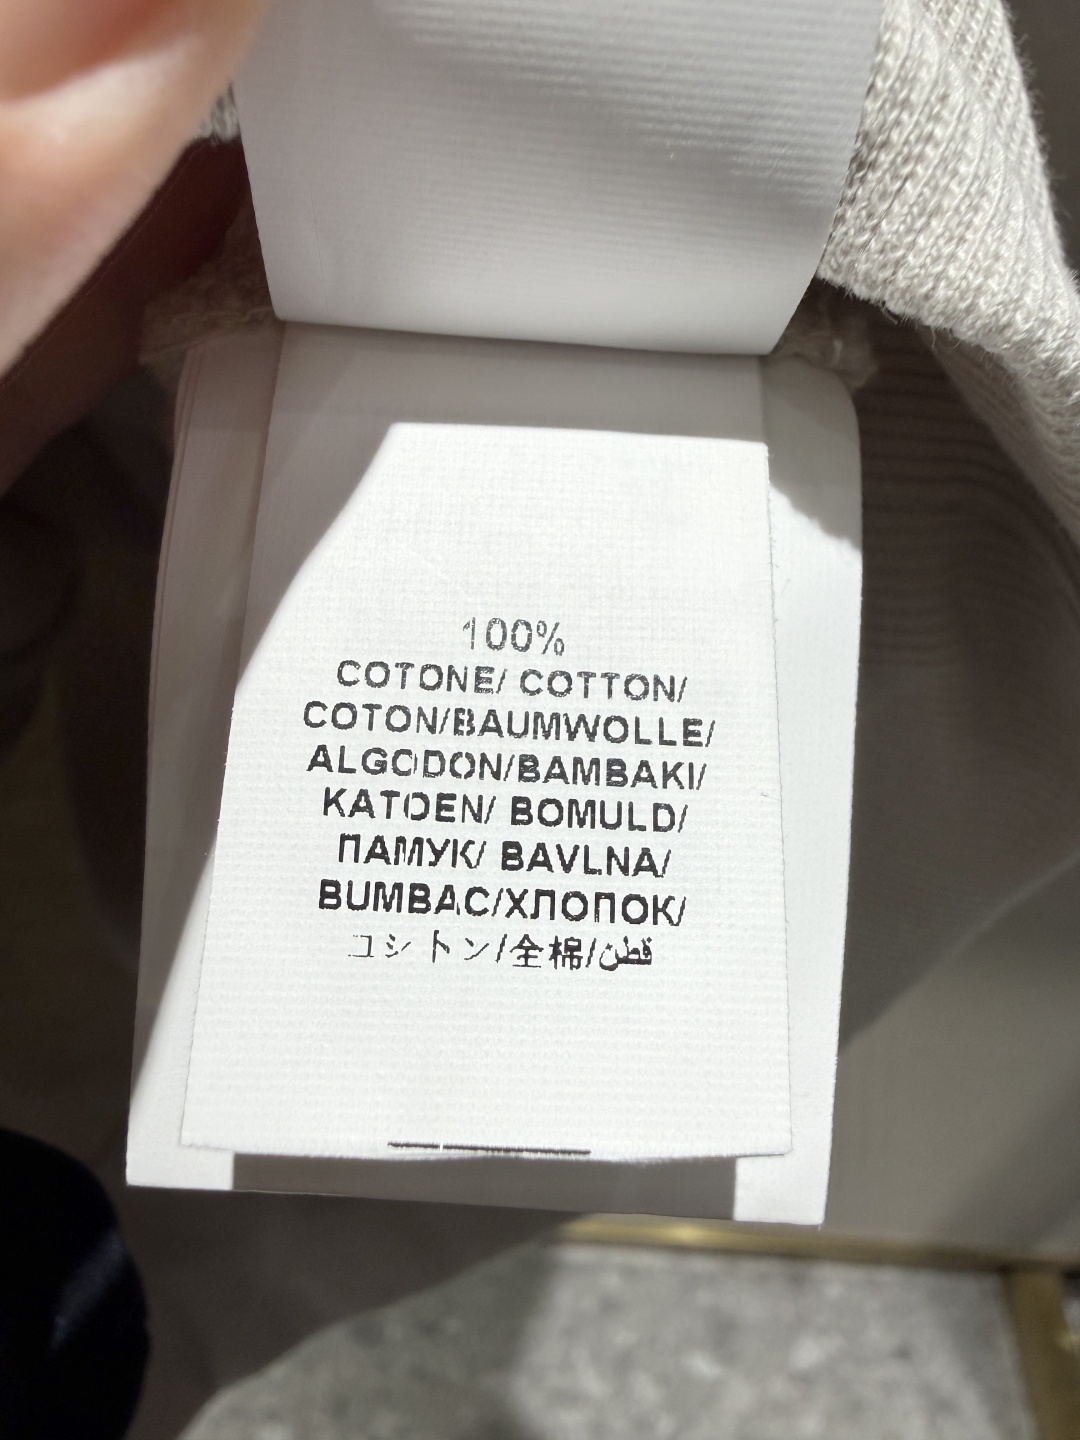 100%
COTONE/ COTTON/
COTON/BAUMWOLLE/
ALGODON/BAMBAKI/
KATOEN/ BOMULD/
ПАМУК/ BAVLNA/
BUMBAC/ХЛОПОК/
コットン/全棉/قطن